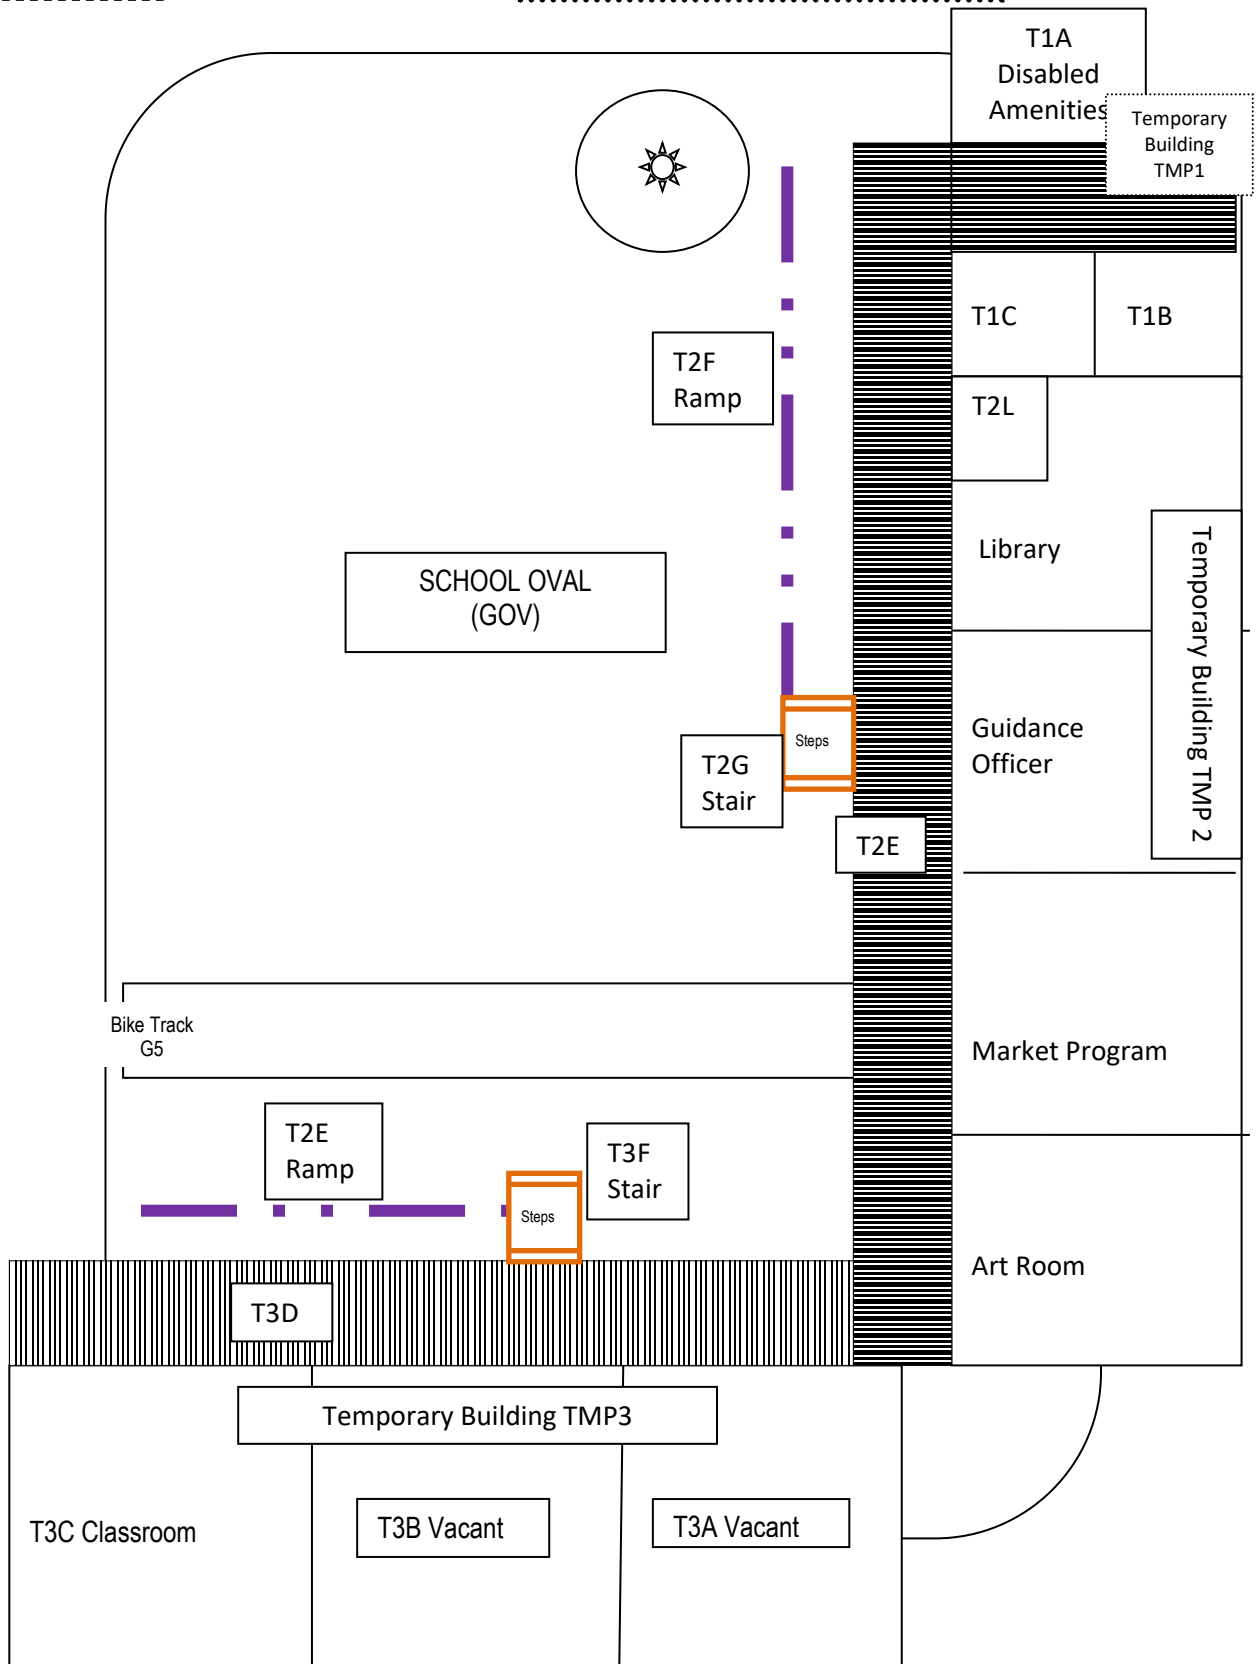 T1A
Disabled
Amenities
Temporary
Building
TMP1
T1C
T1B
T2F
Ramp
T2L
Library
SCHOOL OVAL
(GOV)
Temporary Building TMP 2
Guidance
Officer
Steps
T2G
Stair
T2E
Bike Track
G5
Market Program
T2E
Ramp
T3F
Stair
Steps
Art Room
T3D
Temporary Building TMP3
T3C Classroom
T3B Vacant
T3A Vacant